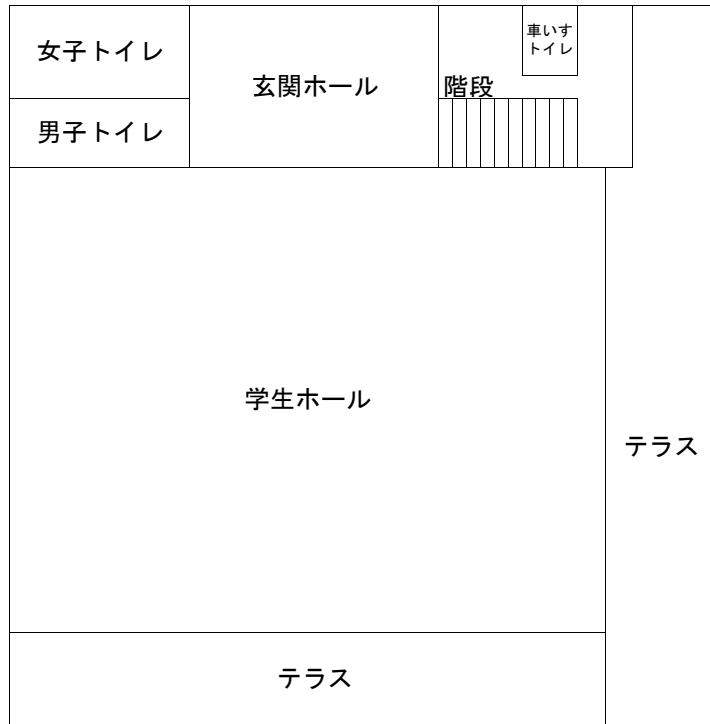 女子トイレ
男子トイレ
玄関ホール
階段
車いす
トイレ
学生ホール
テラス
テラス